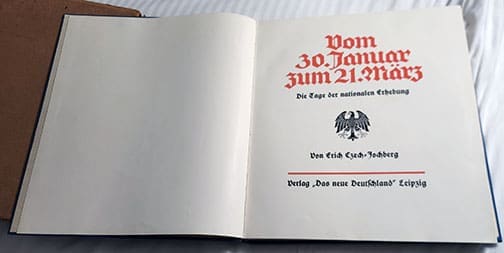 Vom
30. Januar
zum 21. März
Die Tage der nationalen Erhebung
Von Erich Czech-Jochberg
Verlag „Das neue Deutschland" Leipzig